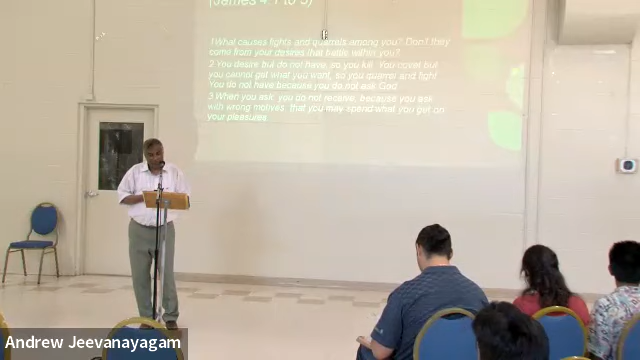 (James 4:1 to 3)
1What causes fights and quarrels among you? Don't they
come from your desires that battle within you?
2 You desire but do not have, so you kill. You covet but
you cannot get what you want, so you quarrel and fight.
You do not have because you do not ask God.
3 When you ask, you do not receive, because you ask
with wrong motives, that you may spend what you get on
your pleasures.
Andrew Jeevanayagam